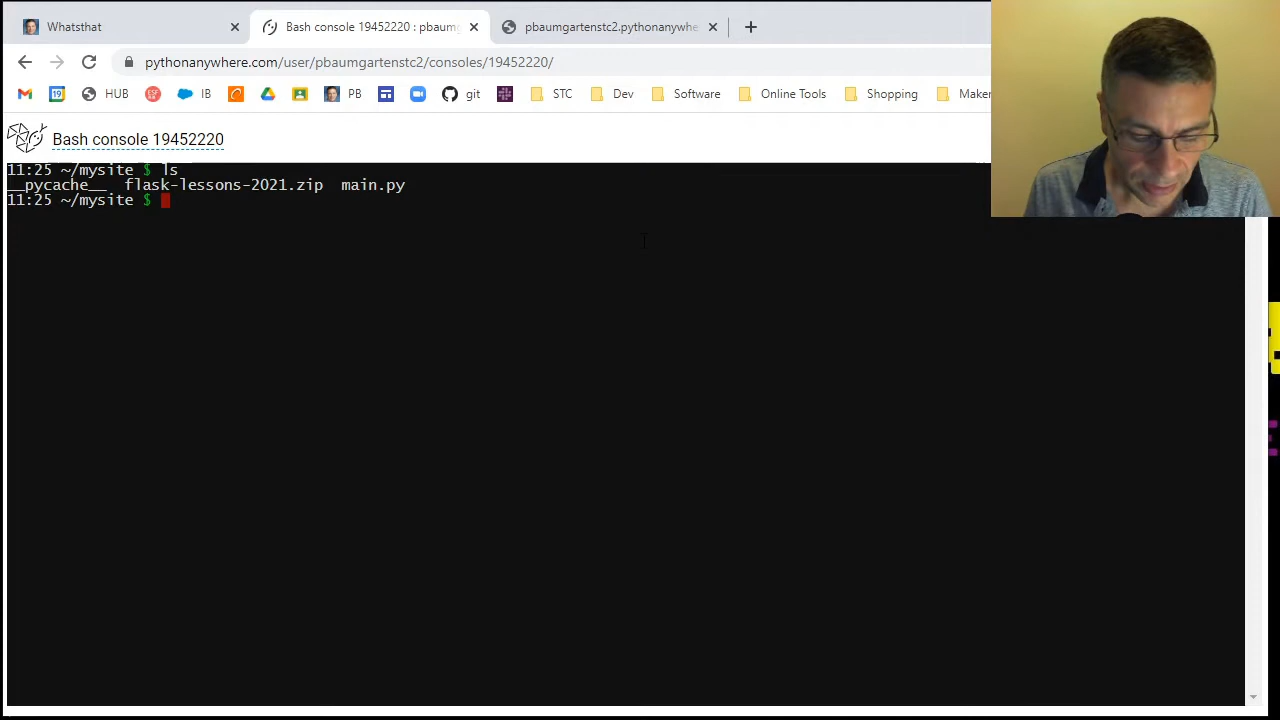 Whatsthat
Bash console 19452220 : pbaumg
pbaumgartenstc2.pythonanywhe
pythonanywhere.com/user/pbaumgartenstc2/consoles/19452220/
HUB IB PB git STC Dev Software Online Tools Shopping Maker
Bash console 19452220
11:25 ~/mysite $ ls
__pycache__ flask-lessons-2021.zip main.py
11:25 ~/mysite $